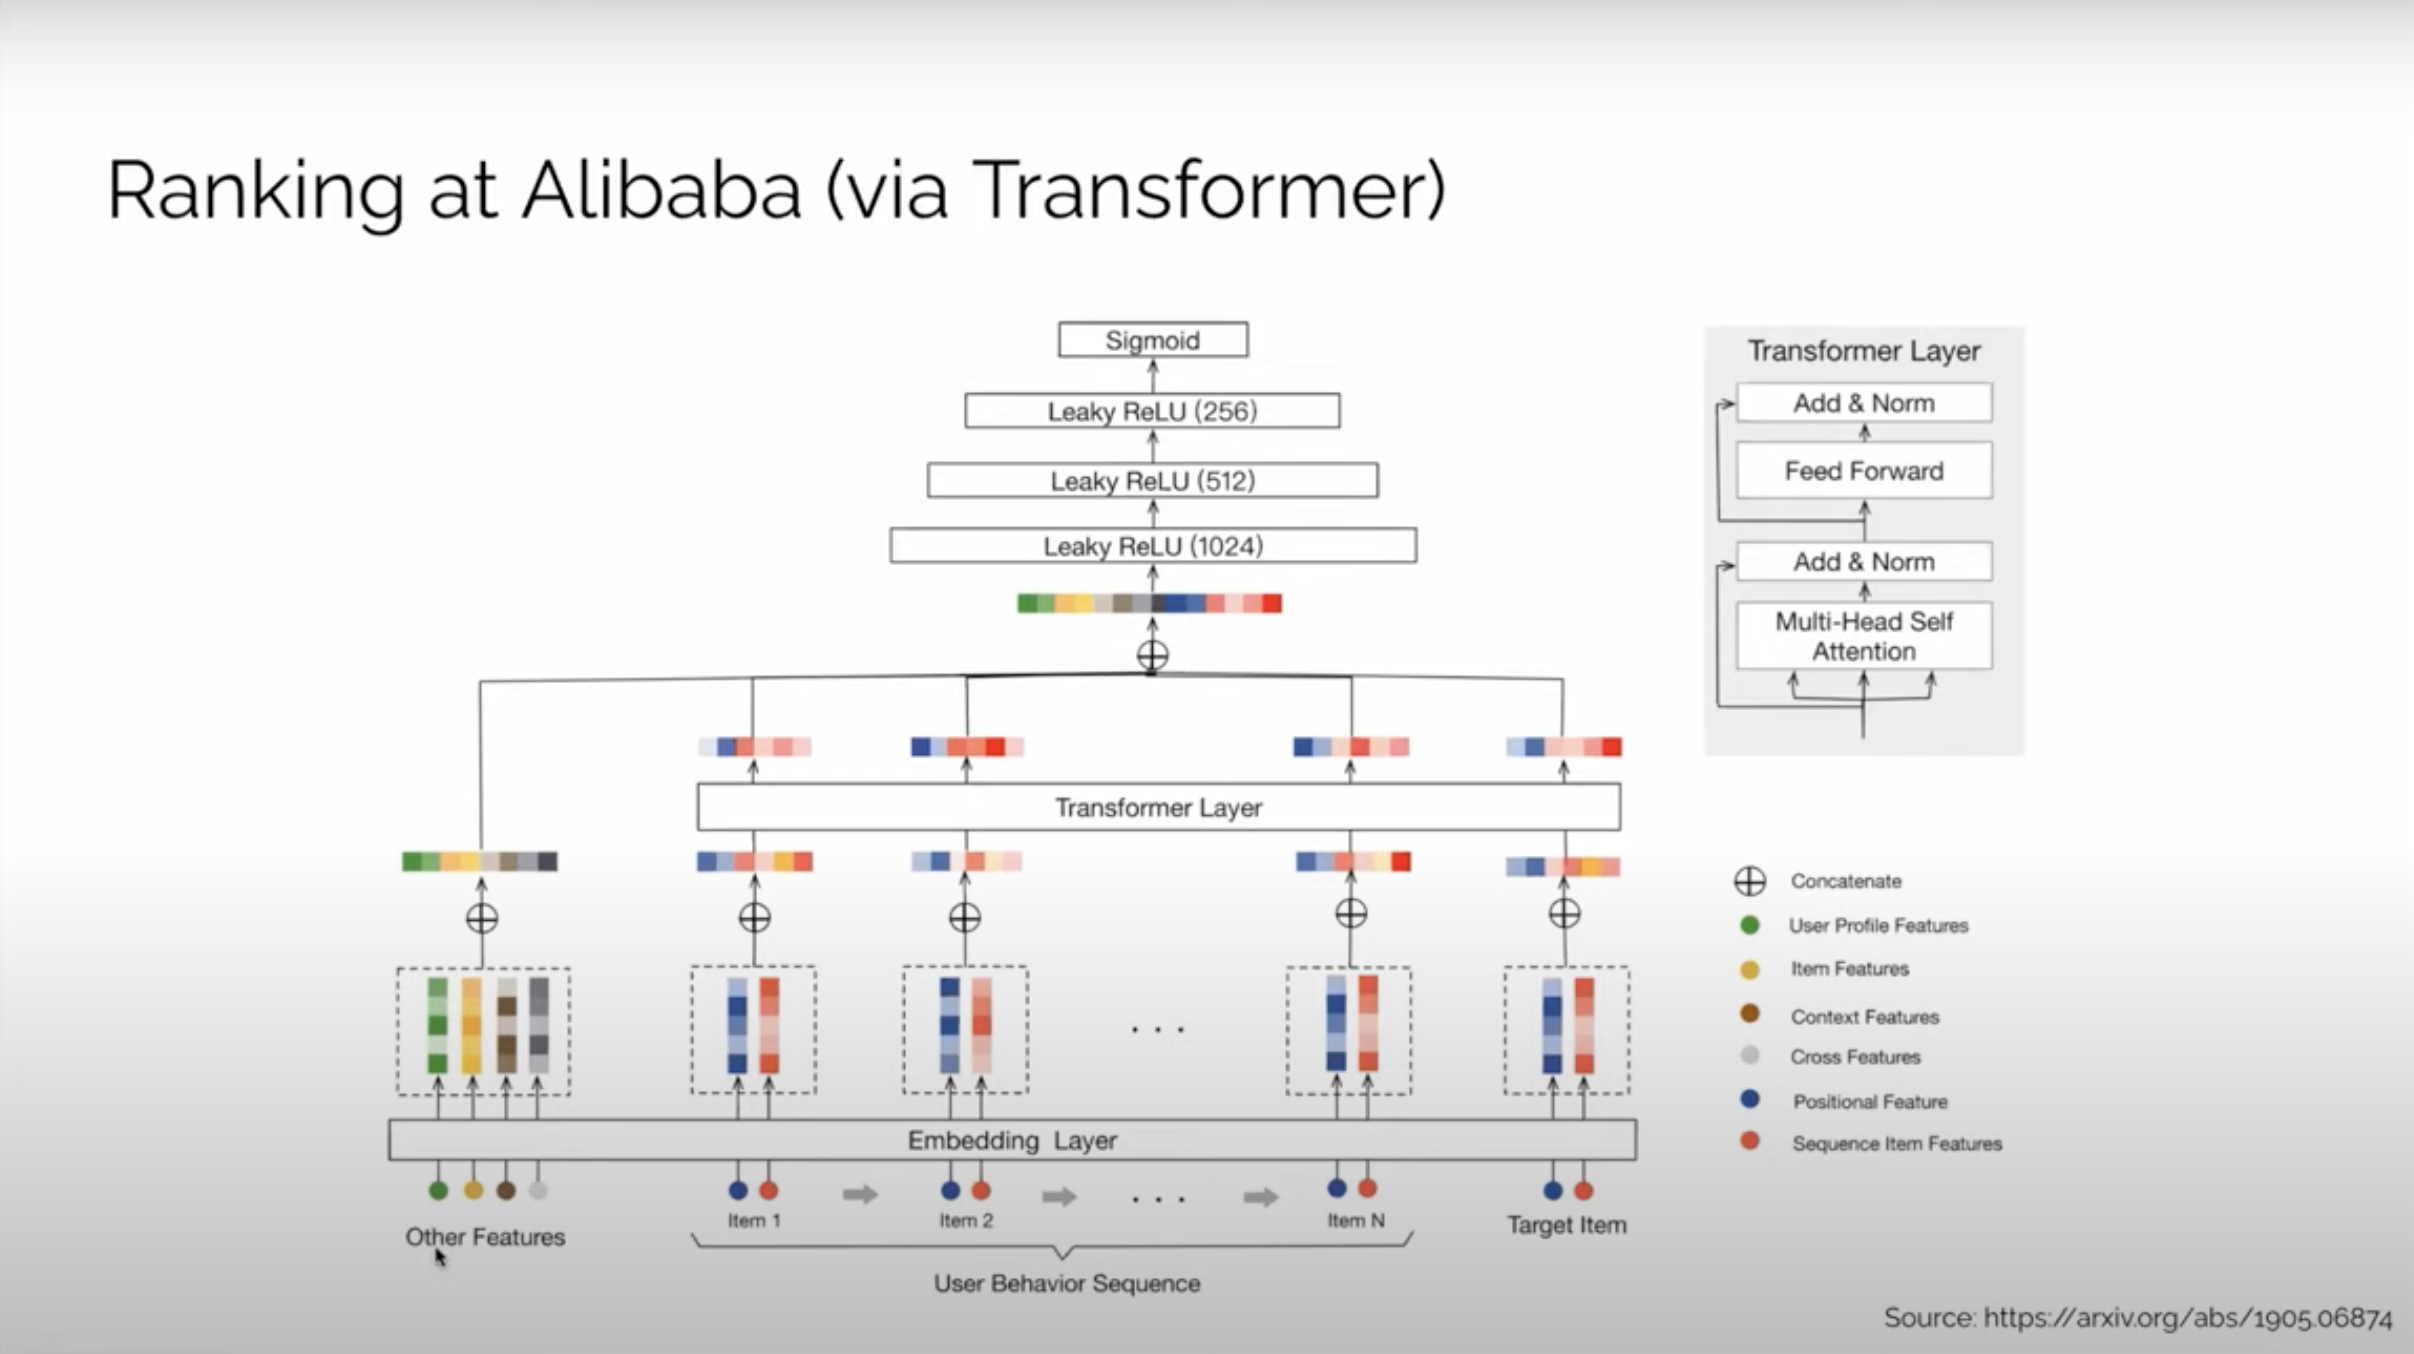 Ranking at Alibaba (via Transformer)
Sigmoid
Leaky ReLU (256)
Leaky ReLU (512)
Leaky ReLU (1024)
Transformer Layer
Embedding Layer
Other Features
Item 1
Item 2
. . .
. . .
Item N
Target Item
User Behavior Sequence
Transformer Layer
Add & Norm
Feed Forward
Add & Norm
Multi-Head Self
Attention
Concatenate
User Profile Features
Item Features
Context Features
Cross Features
Positional Feature
Sequence Item Features
Source: https://arxiv.org/abs/1905.06874